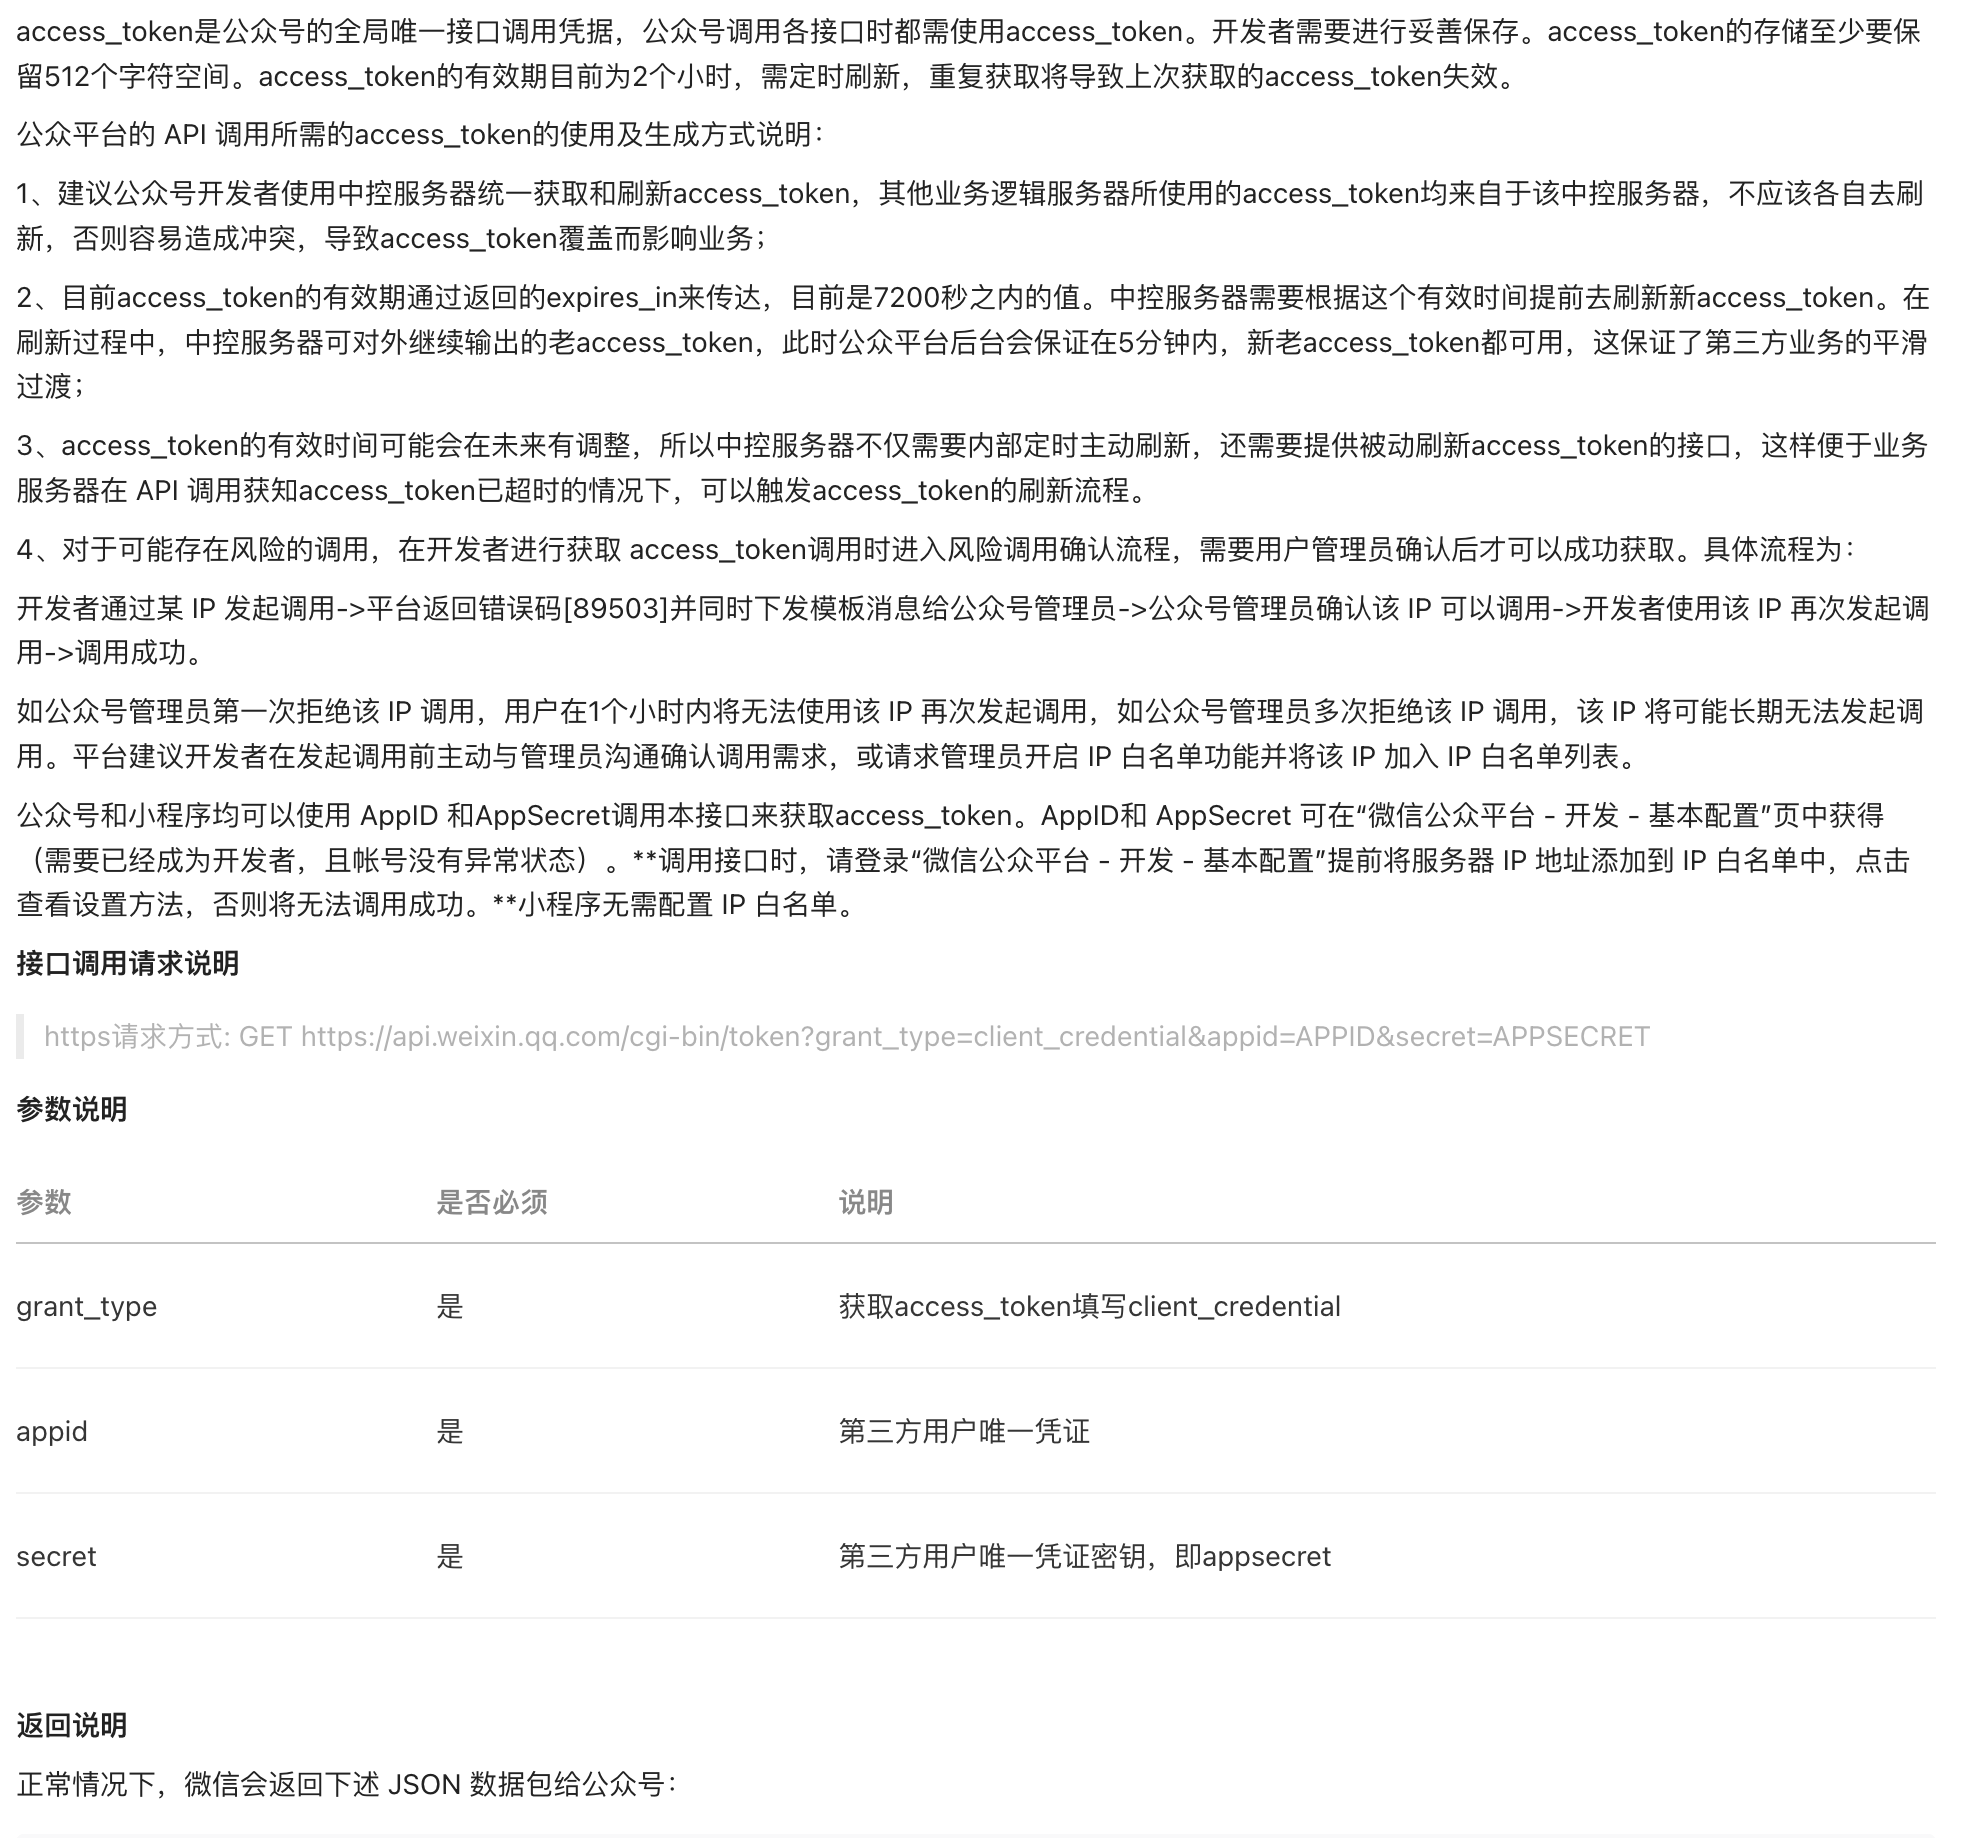 access_token是公众号的全局唯一接口调用凭据，公众号调用各接口时都需使用access_token。开发者需要进行妥善保存。access_token的存储至少要保
留512个字符空间。access_token的有效期目前为2个小时，需定时刷新，重复获取将导致上次获取的access_token失效。
公众平台的 API 调用所需的access_token的使用及生成方式说明：
1、建议公众号开发者使用中控服务器统一获取和刷新access_token，其他业务逻辑服务器所使用的access_token均来自于该中控服务器，不应该各自去刷
新，否则容易造成冲突，导致access_token覆盖而影响业务；
2、目前access_token的有效期通过返回的expires_in来传达，目前是7200秒之内的值。中控服务器需要根据这个有效时间提前去刷新新access_token。在
刷新过程中，中控服务器可对外继续输出的老access_token，此时公众平台后台会保证在5分钟内，新老access_token都可用，这保证了第三方业务的平滑
过渡；
3、access_token的有效时间可能会在未来有调整，所以中控服务器不仅需要内部定时主动刷新，还需要提供被动刷新access_token的接口，这样便于业务
服务器在 API 调用获知access_token已超时的情况下，可以触发access_token的刷新流程。
4、对于可能存在风险的调用，在开发者进行获取 access_token调用时进入风险调用确认流程，需要用户管理员确认后才可以成功获取。具体流程为：
开发者通过某 IP 发起调用->平台返回错误码[89503]并同时下发模板消息给公众号管理员->公众号管理员确认该 IP 可以调用->开发者使用该 IP 再次发起调
用->调用成功。
如公众号管理员第一次拒绝该 IP 调用，用户在1个小时内将无法使用该 IP 再次发起调用，如公众号管理员多次拒绝该 IP 调用，该 IP 将可能长期无法发起调
用。平台建议开发者在发起调用前主动与管理员沟通确认调用需求，或请求管理员开启 IP 白名单功能并将该 IP 加入 IP 白名单列表。
公众号和小程序均可以使用 AppID 和AppSecret调用本接口来获取access_token。AppID和 AppSecret 可在“微信公众平台 - 开发 - 基本配置”页中获得
（需要已经成为开发者，且帐号没有异常状态）。**调用接口时，请登录“微信公众平台 - 开发 - 基本配置”提前将服务器 IP 地址添加到 IP 白名单中，点击
查看设置方法，否则将无法调用成功。**小程序无需配置 IP 白名单。
接口调用请求说明
https请求方式: GET https://api.weixin.qq.com/cgi-bin/token?grant_type=client_credential&appid=APPID&secret=APPSECRET
参数说明
参数 是否必须 说明
grant_type 是 获取access_token填写client_credential
appid 是 第三方用户唯一凭证
secret 是 第三方用户唯一凭证密钥，即appsecret
返回说明
正常情况下，微信会返回下述 JSON 数据包给公众号：